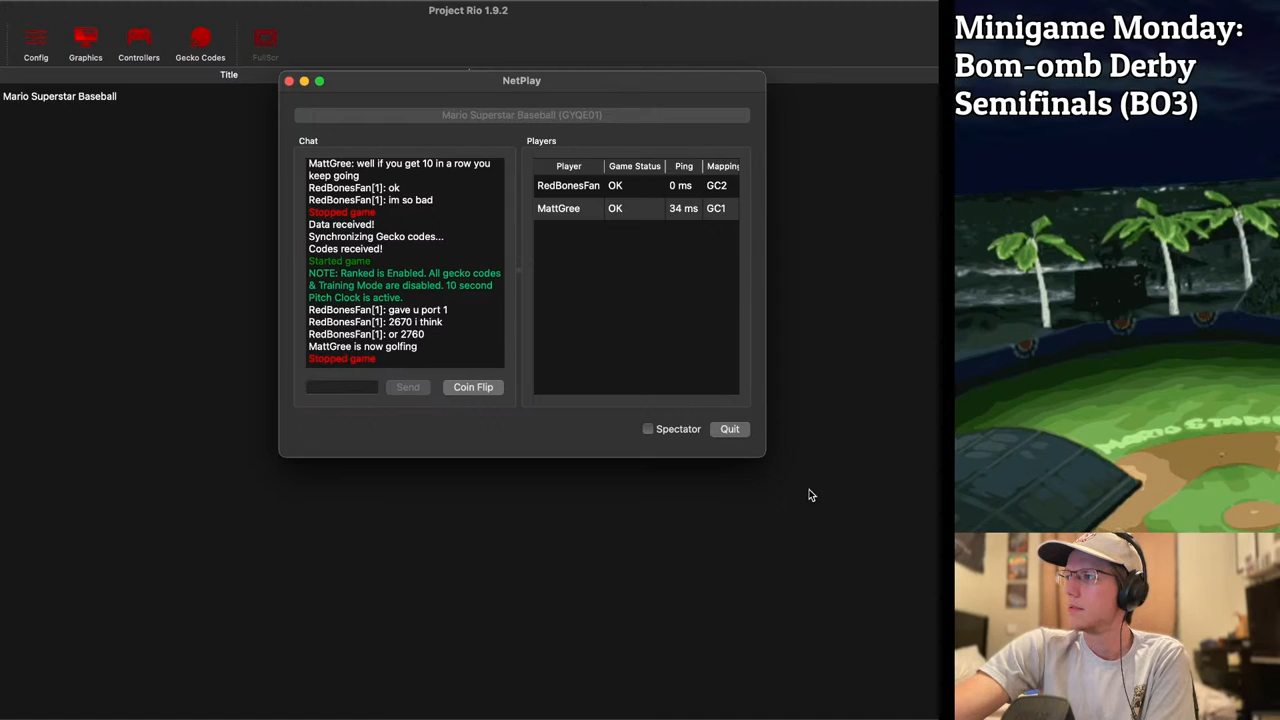 Project Rio 1.9.2
Config
Graphics
Controllers
Gecko Codes
FullScr
Title
Mario Superstar Baseball
NetPlay
Mario Superstar Baseball (GYQE01)
Chat
MattGree: well if you get 10 in a row you
keep going
RedBonesFan[1]: ok
RedBonesFan[1]: im so bad
Stopped game
Data received!
Synchronizing Gecko codes...
Codes received!
Started game
NOTE: Ranked is Enabled. All gecko codes
& Training Mode are disabled. 10 second
Pitch Clock is active.
RedBonesFan[1]: gave u port 1
RedBonesFan[1]: 2670 i think
RedBonesFan[1]: or 2760
MattGree is now golfing
Stopped game
Send
Coin Flip
Players
Player Game Status Ping Mapping
RedBonesFan OK 0 ms GC2
MattGree OK 34 ms GC1
Spectator
Quit
Minigame Monday:
Bom-omb Derby
Semifinals (BO3)
MARIO STADIUM